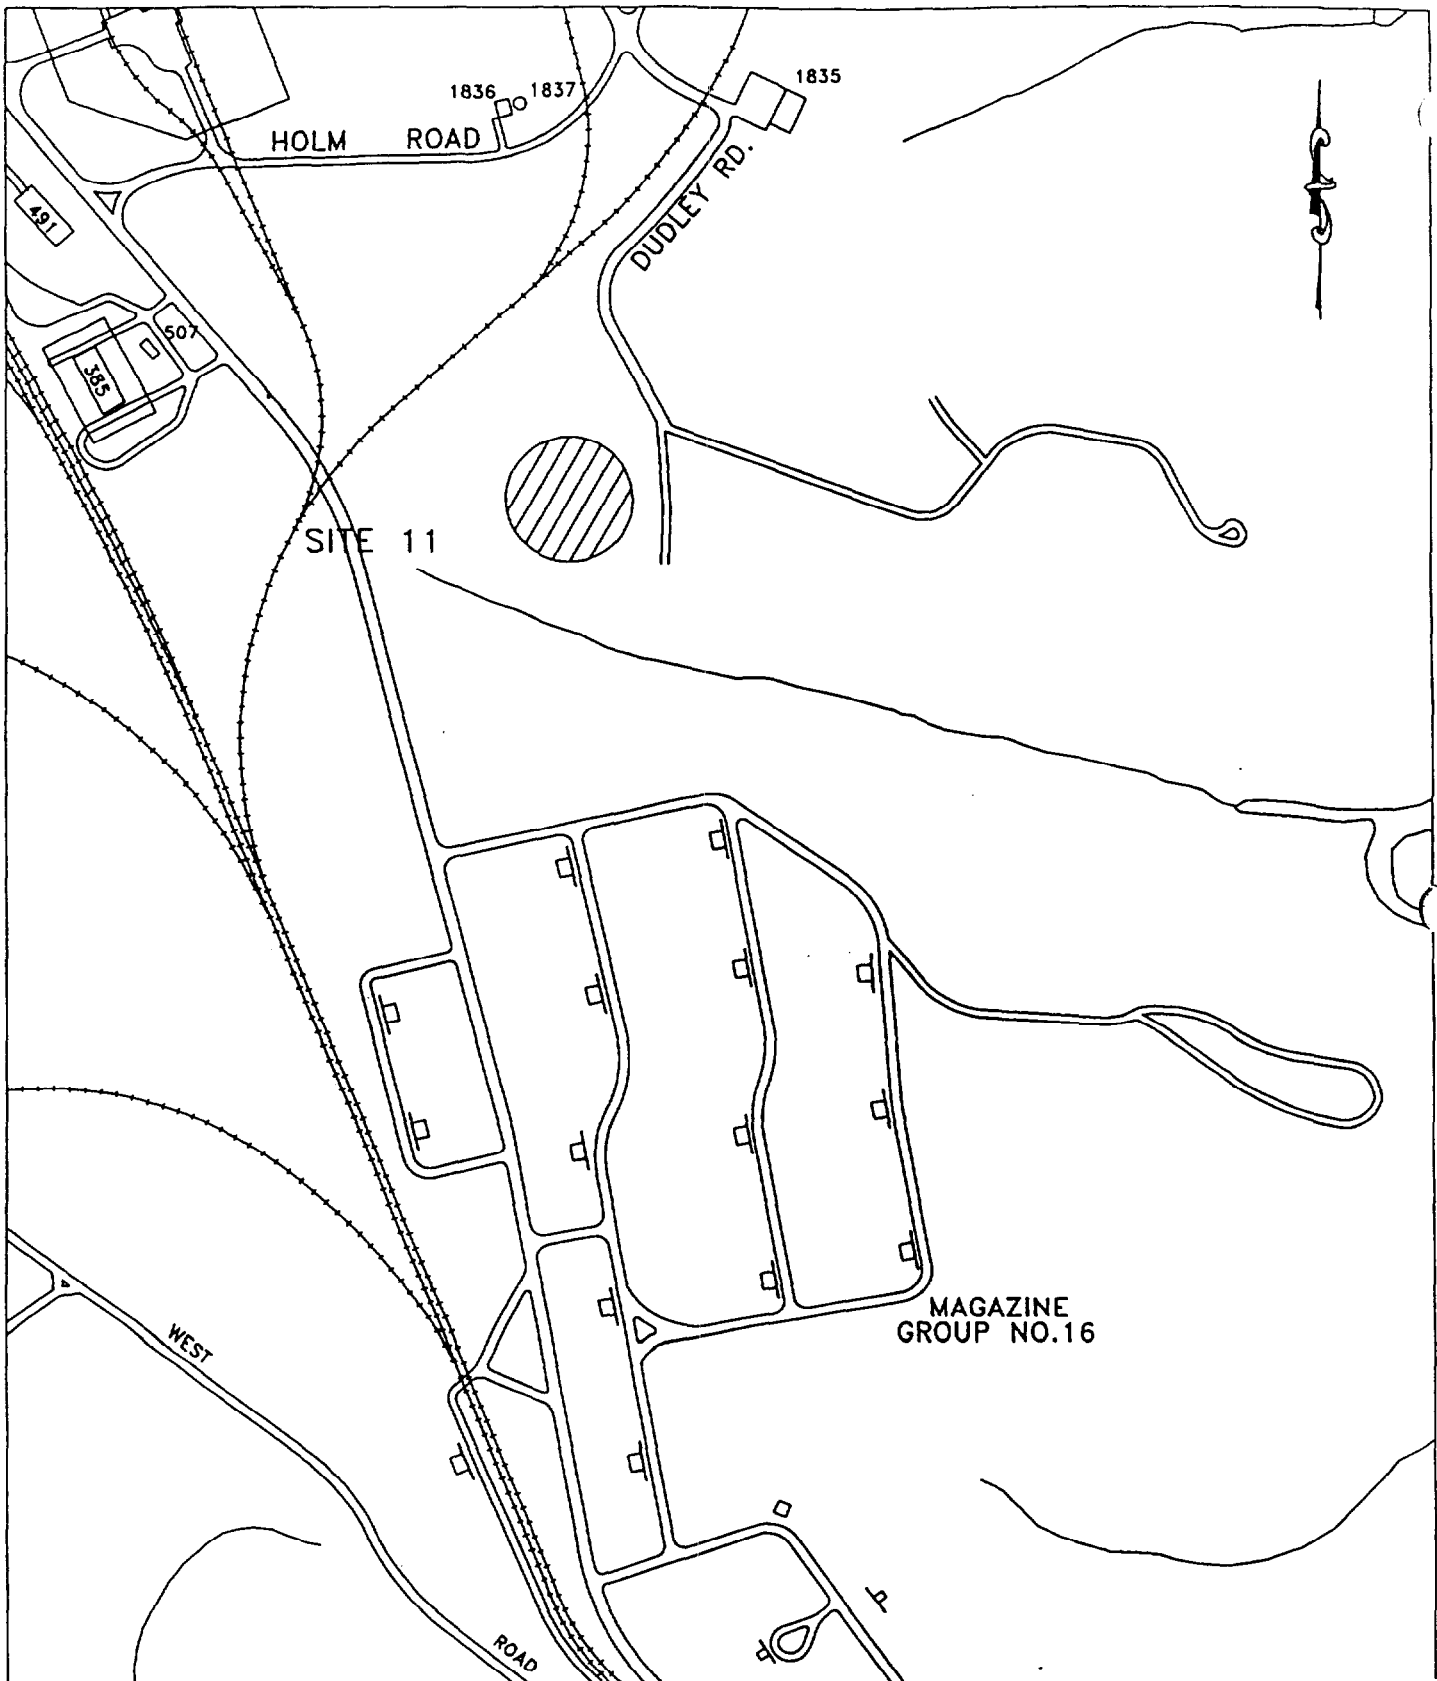 1835
1836
1837
HOLM ROAD
DUDLEY RD.
491
507
385
SITE 11
MAGAZINE
GROUP NO.16
WEST
ROAD